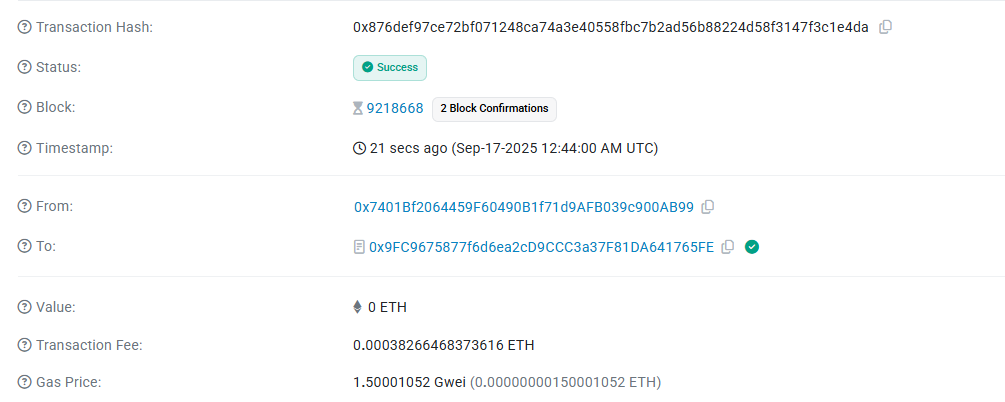 Transaction Hash: 0x876def97ce72bf071248ca74a3e40558fbc7b2ad56b88224d58f3147f3c1e4da
Status: Success
Block: 9218668 2 Block Confirmations
Timestamp: 21 secs ago (Sep-17-2025 12:44:00 AM UTC)
From: 0x7401Bf2064459F60490B1f71d9AFB039c900AB99
To: 0x9FC9675877f6d6ea2cD9CCC3a37F81DA641765FE
Value: 0 ETH
Transaction Fee: 0.00038266468373616 ETH
Gas Price: 1.50001052 Gwei (0.00000000150001052 ETH)